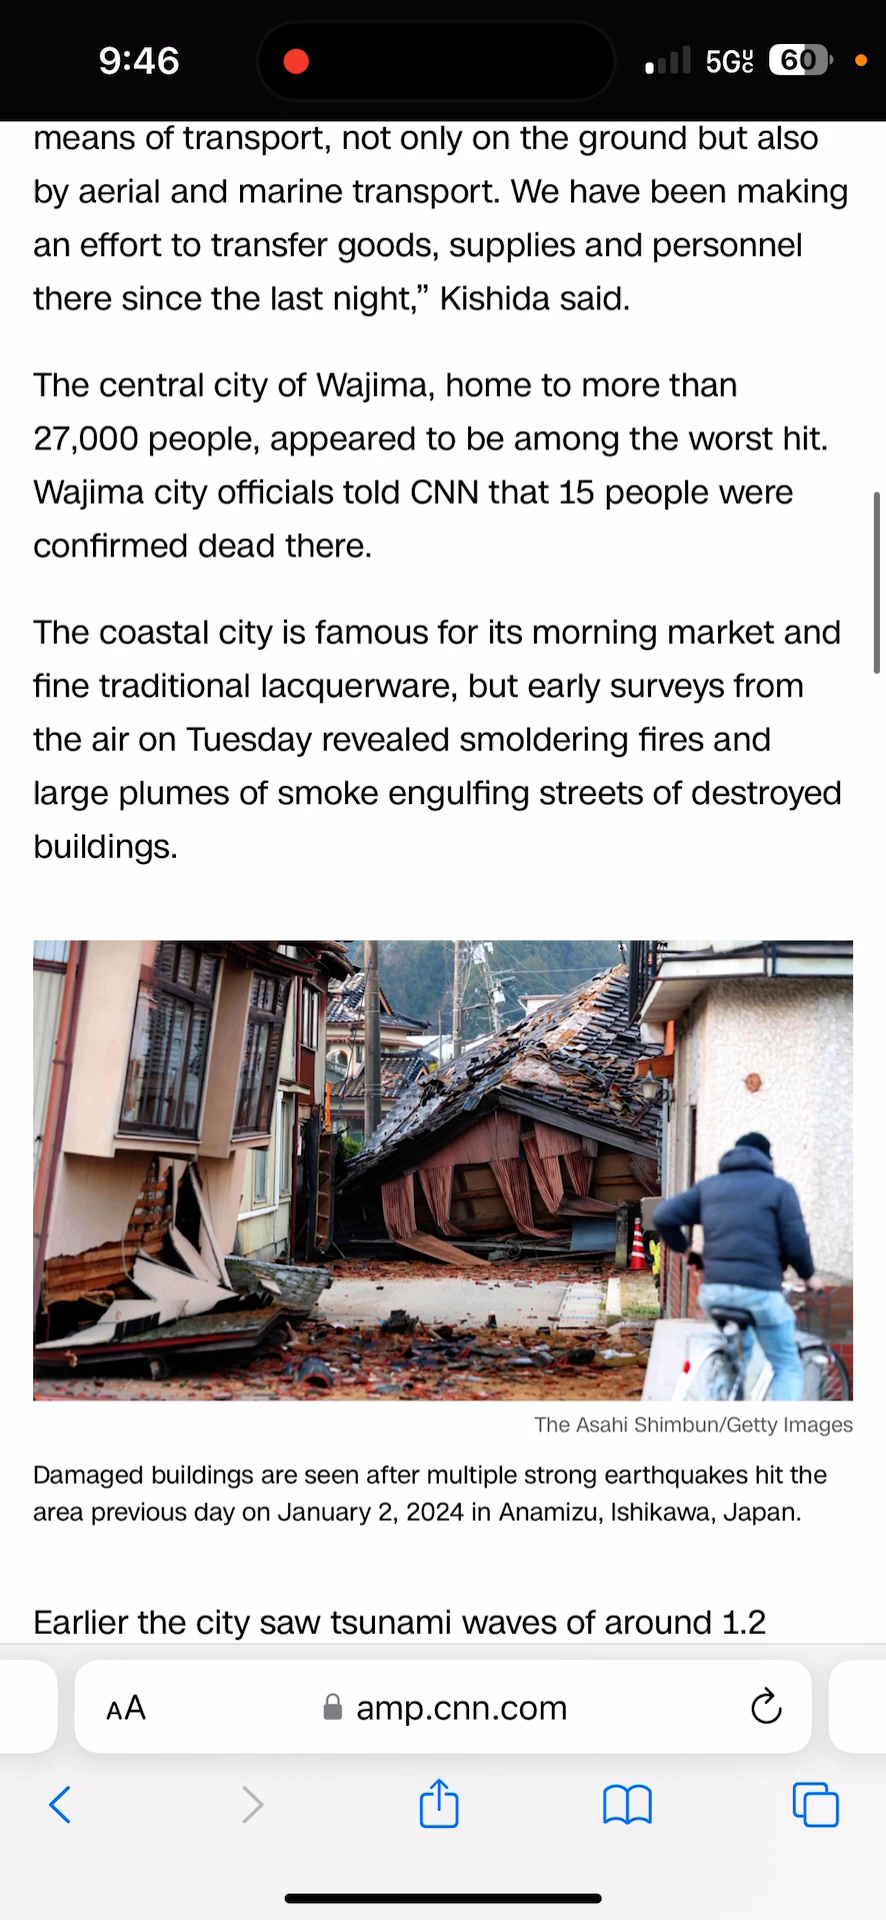 9:46
5GUC
60
means of transport, not only on the ground but also
by aerial and marine transport. We have been making
an effort to transfer goods, supplies and personnel
there since the last night,” Kishida said.
The central city of Wajima, home to more than
27,000 people, appeared to be among the worst hit.
Wajima city officials told CNN that 15 people were
confirmed dead there.
The coastal city is famous for its morning market and
fine traditional lacquerware, but early surveys from
the air on Tuesday revealed smoldering fires and
large plumes of smoke engulfing streets of destroyed
buildings.
The Asahi Shimbun/Getty Images
Damaged buildings are seen after multiple strong earthquakes hit the
area previous day on January 2, 2024 in Anamizu, Ishikawa, Japan.
Earlier the city saw tsunami waves of around 1.2
AA
amp.cnn.com